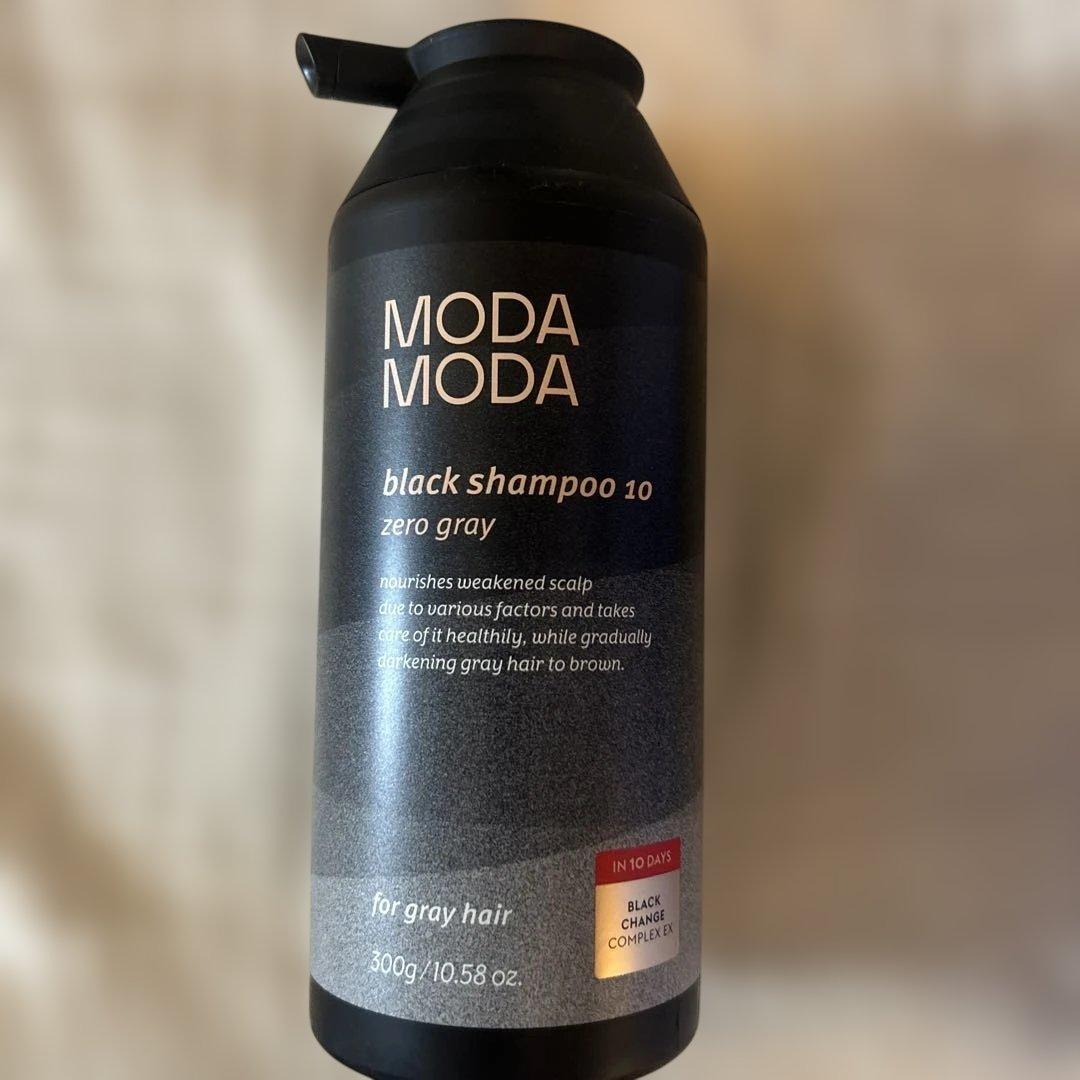 MODA
MODA
black shampoo 10
zero gray
nourishes weakened scalp
due to various factors and takes
care of it healthily, while gradually
darkening gray hair to brown.
IN 10 DAYS
BLACK
CHANGE
COMPLEX EX
for gray hair
300g/10.58 oz.